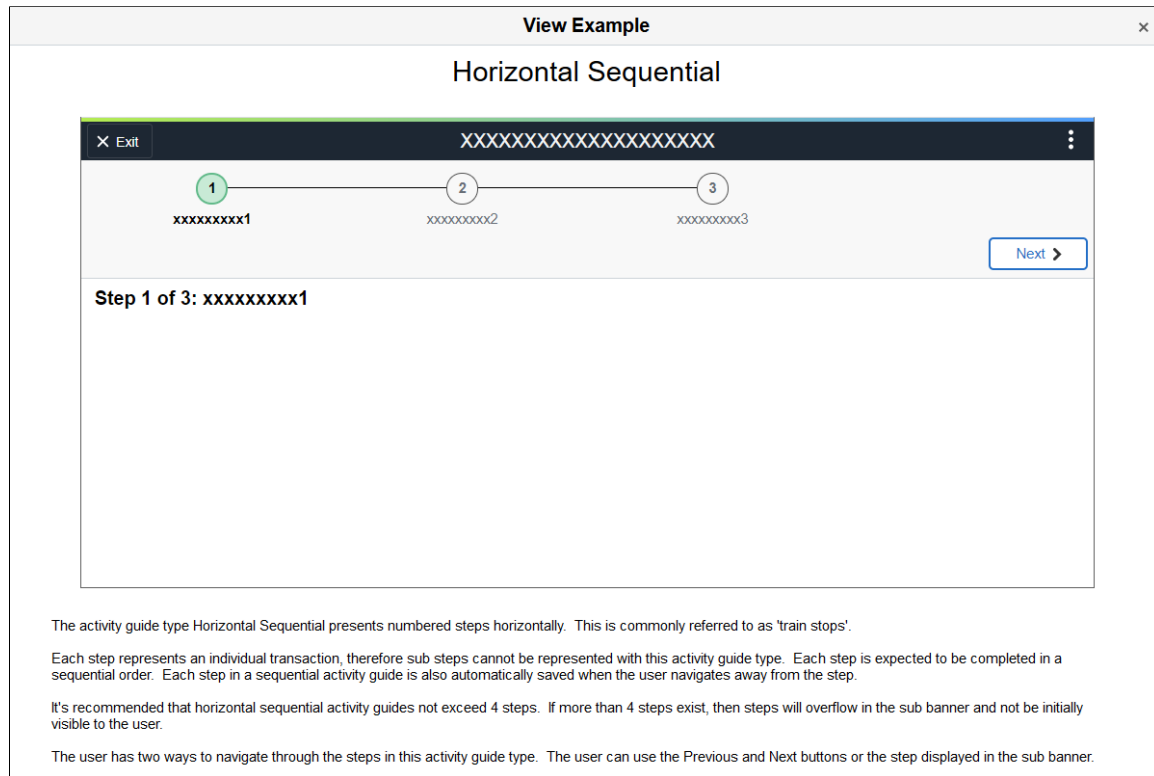 View Example
×
Horizontal Sequential
× Exit
XXXXXXXXXXXXXXXXXXXX
1
2
3
xxxxxxxxx1
xxxxxxxxx2
xxxxxxxxx3
Next
Step 1 of 3: xxxxxxxxx1
The activity guide type Horizontal Sequential presents numbered steps horizontally.  This is commonly referred to as 'train stops'.
Each step represents an individual transaction, therefore sub steps cannot be represented with this activity guide type.  Each step is expected to be completed in a
sequential order.  Each step in a sequential activity guide is also automatically saved when the user navigates away from the step.
It's recommended that horizontal sequential activity guides not exceed 4 steps.  If more than 4 steps exist, then steps will overflow in the sub banner and not be initially
visible to the user.
The user has two ways to navigate through the steps in this activity guide type.  The user can use the Previous and Next buttons or the step displayed in the sub banner.